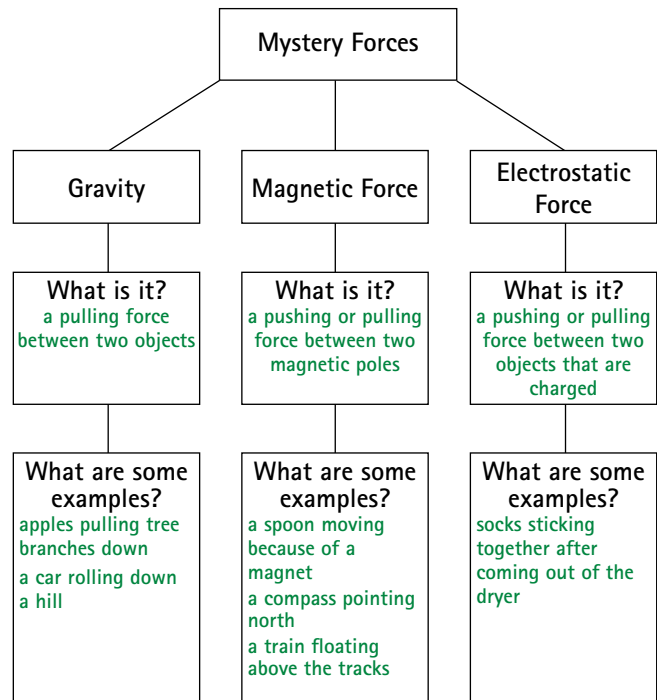 Mystery Forces
Gravity
Magnetic Force
Electrostatic
Force
What is it?
a pulling force
between two objects
What is it?
a pushing or pulling
force between two
magnetic poles
What is it?
a pushing or pulling
force between two
objects that are
charged
What are some
examples?
apples pulling tree
branches down
a car rolling down
a hill
What are some
examples?
a spoon moving
because of a
magnet
a compass pointing
north
a train floating
above the tracks
What are some
examples?
socks sticking
together after
coming out of the
dryer